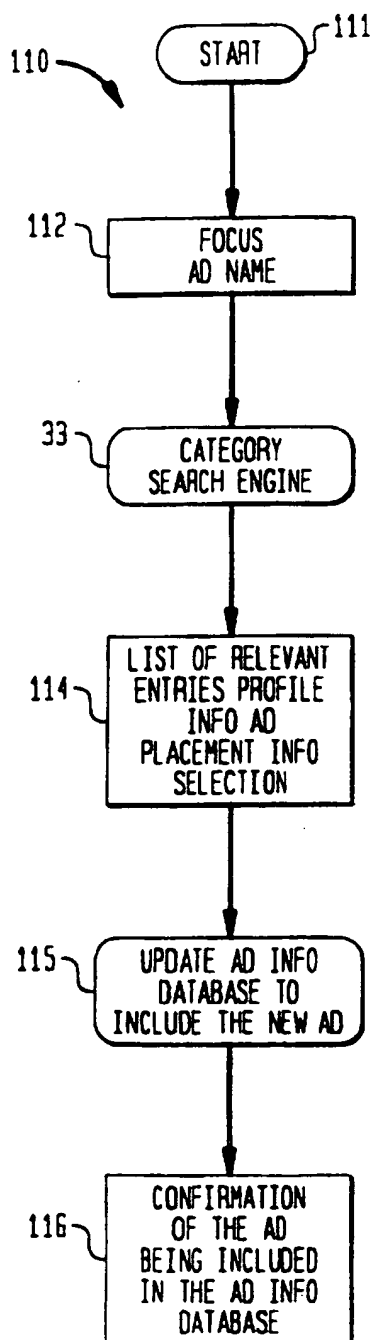 111
START
110
112
FOCUS
AD NAME
33
CATEGORY
SEARCH ENGINE
114
LIST OF RELEVANT
ENTRIES PROFILE
INFO AD
PLACEMENT INFO
SELECTION
115
UPDATE AD INFO
DATABASE TO
INCLUDE THE NEW AD
116
CONFIRMATION
OF THE AD
BEING INCLUDED
IN THE AD INFO
DATABASE